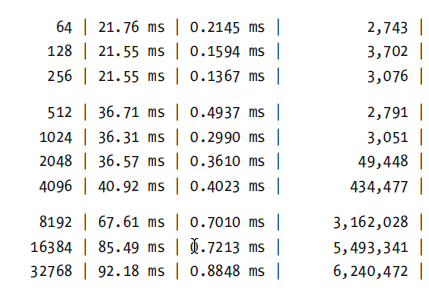 64 | 21.76 ms | 0.2145 ms | 2,743 |
128 | 21.55 ms | 0.1594 ms | 3,702 |
256 | 21.55 ms | 0.1367 ms | 3,076 |
512 | 36.71 ms | 0.4937 ms | 2,791 |
1024 | 36.31 ms | 0.2990 ms | 3,051 |
2048 | 36.57 ms | 0.3610 ms | 49,448 |
4096 | 40.92 ms | 0.4023 ms | 434,477 |
8192 | 67.61 ms | 0.7010 ms | 3,162,028 |
16384 | 85.49 ms | 0.7213 ms | 5,493,341 |
32768 | 92.18 ms | 0.8848 ms | 6,240,472 |